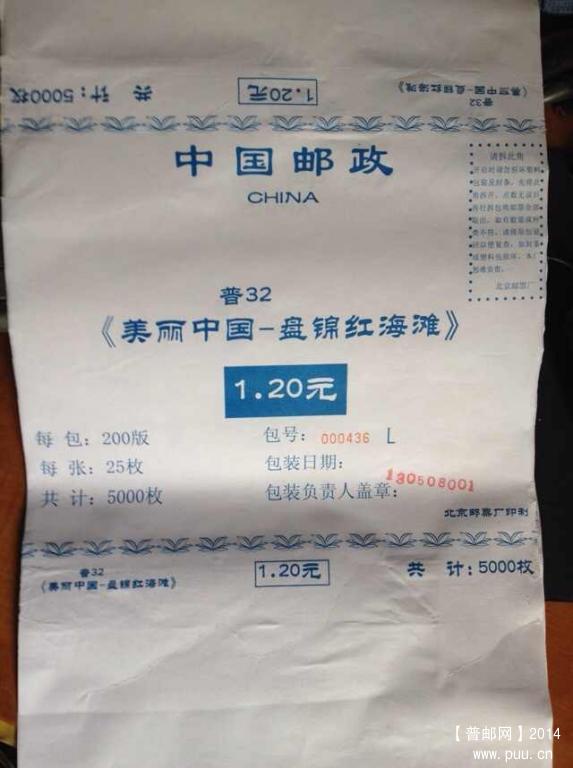 共 计：5000枚
1.20元
普32
《美丽中国-盘锦红海滩》
中国邮政
CHINA
请拆此角
北京邮票厂
普32
《美丽中国-盘锦红海滩》
1.20元
每 包：200版
包号：000436 L
每 张：25枚
包装日期：
共 计：5000枚
包装负责人盖章：
130508001
北京邮票厂印制
普32
《美丽中国-盘锦红海滩》
1.20元
共 计：5000枚
【普邮网】2014
www.puu.cn